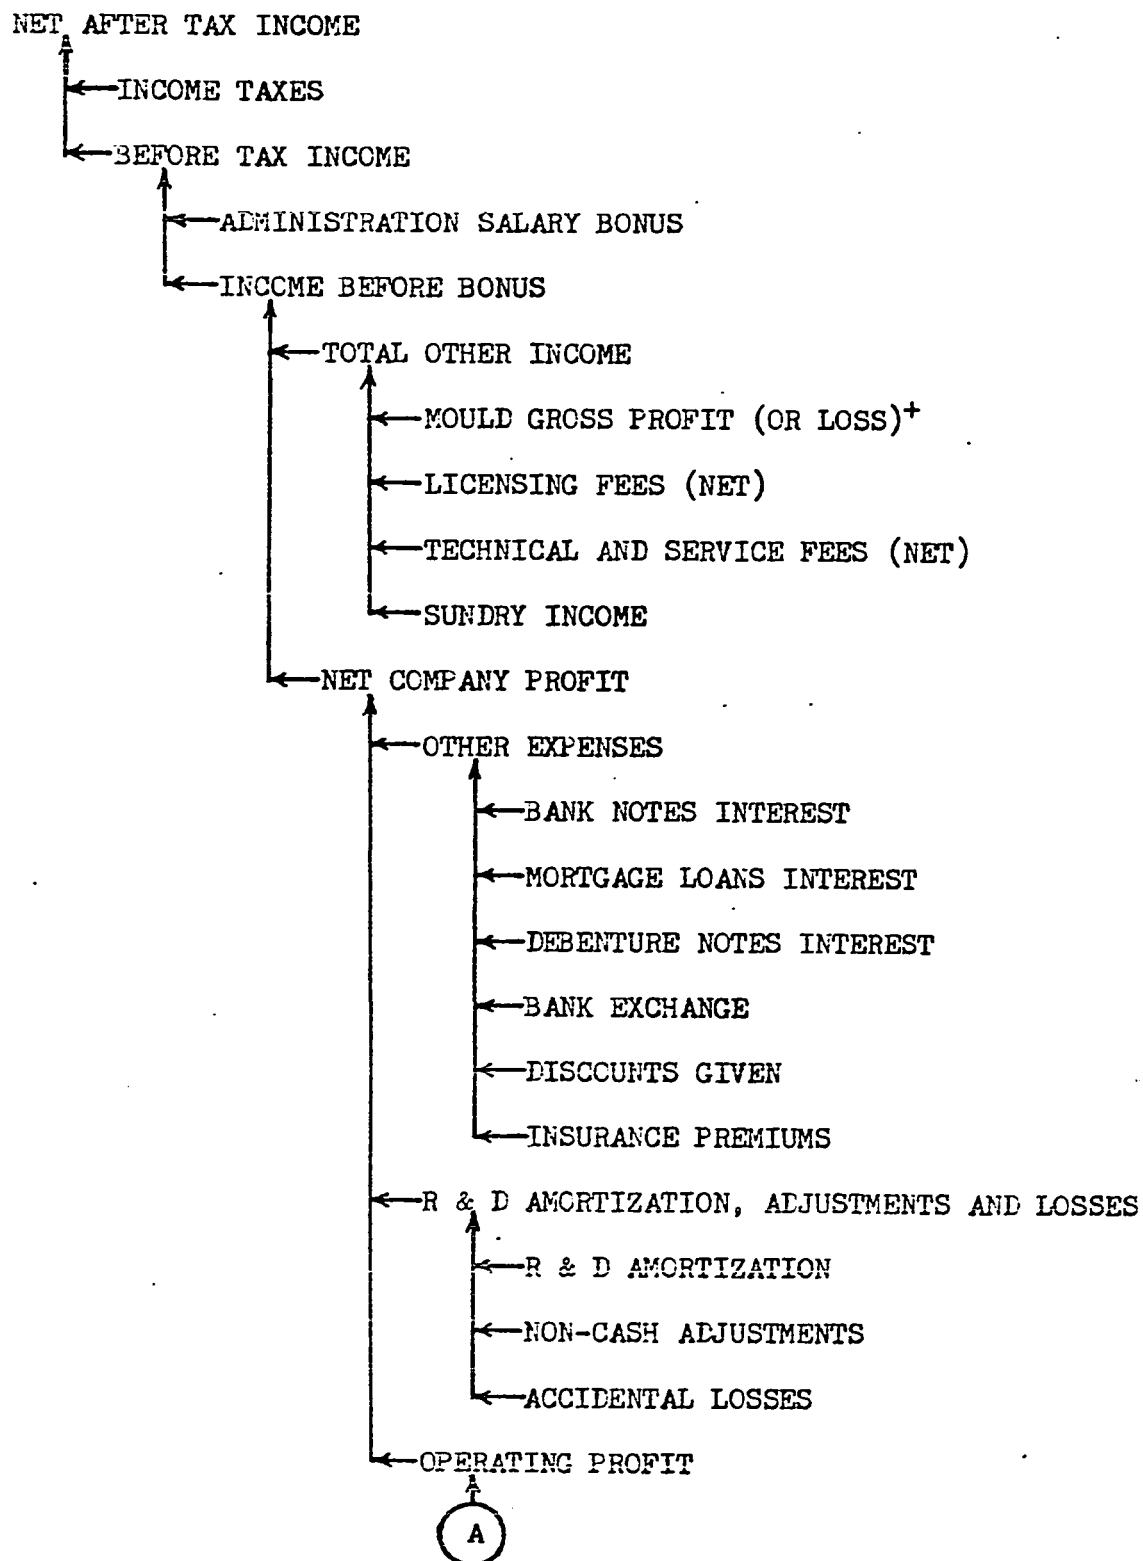 NET AFTER TAX INCOME
INCOME TAXES
BEFORE TAX INCOME
ADMINISTRATION SALARY BONUS
INCOME BEFORE BONUS
TOTAL OTHER INCOME
MOULD GROSS PROFIT (OR LOSS)+
LICENSING FEES (NET)
TECHNICAL AND SERVICE FEES (NET)
SUNDRY INCOME
NET COMPANY PROFIT
OTHER EXPENSES
BANK NOTES INTEREST
MORTGAGE LOANS INTEREST
DEBENTURE NOTES INTEREST
BANK EXCHANGE
DISCOUNTS GIVEN
INSURANCE PREMIUMS
R & D AMORTIZATION, ADJUSTMENTS AND LOSSES
R & D AMORTIZATION
NON-CASH ADJUSTMENTS
ACCIDENTAL LOSSES
OPERATING PROFIT
A